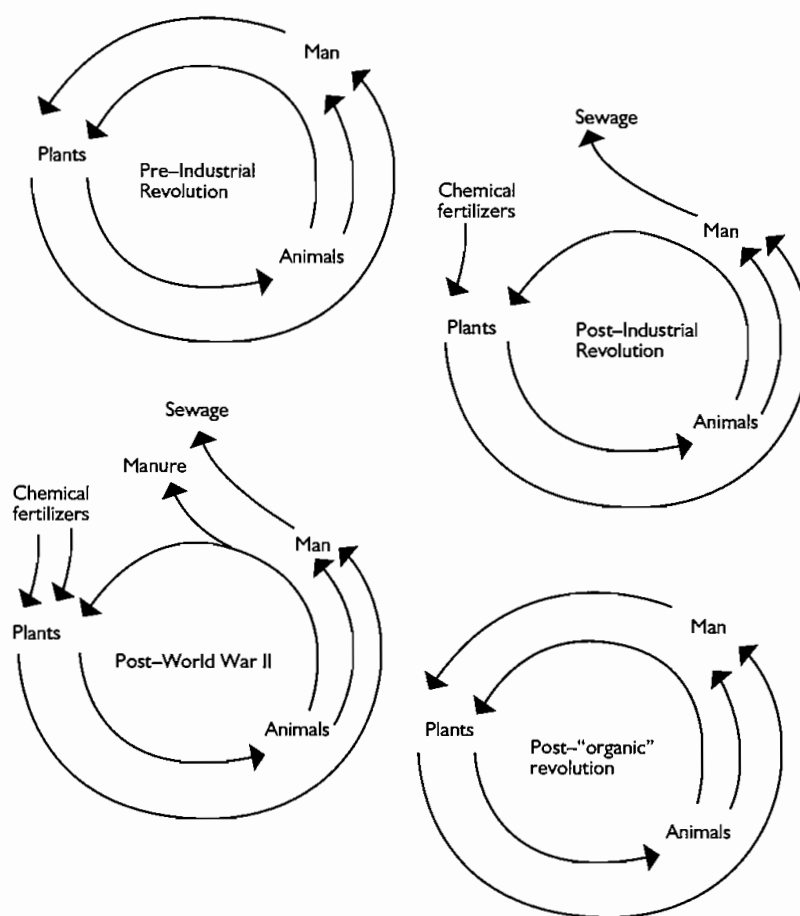 Man
Plants
Pre–Industrial
Revolution
Animals
Sewage
Chemical
fertilizers
Man
Plants
Post–Industrial
Revolution
Animals
Sewage
Manure
Chemical
fertilizers
Man
Plants
Post–World War II
Animals
Man
Plants
Post–“organic”
revolution
Animals